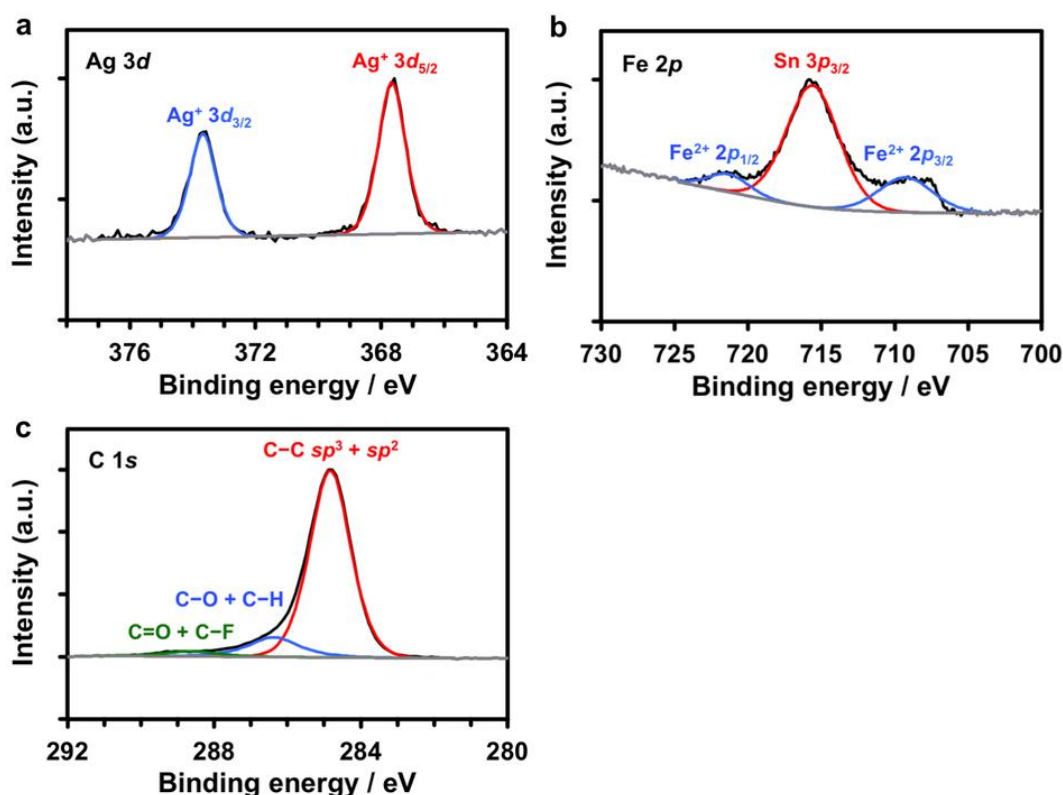 a
Ag 3d
Ag⁺ 3d₅/₂
Ag⁺ 3d₃/₂
Intensity (a.u.)
376 372 368 364
Binding energy / eV
b
Fe 2p
Sn 3p₃/₂
Fe²⁺ 2p₁/₂
Fe²⁺ 2p₃/₂
Intensity (a.u.)
730 725 720 715 710 705 700
Binding energy / eV
c
C 1s
C−C sp³ + sp²
C−O + C−H
C=O + C−F
Intensity (a.u.)
292 288 284 280
Binding energy / eV